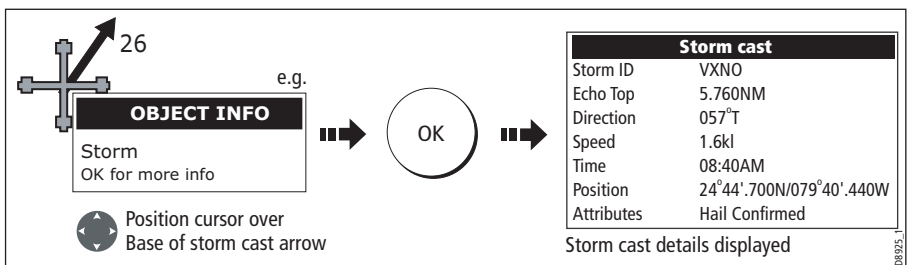 26
e.g.
OBJECT INFO
Storm
OK for more info
Position cursor over
Base of storm cast arrow
OK
Storm cast
Storm ID VXNO
Echo Top 5.760NM
Direction 057°T
Speed 1.6kl
Time 08:40AM
Position 24°44'.700N/079°40'.440W
Attributes Hail Confirmed
Storm cast details displayed
D8925_1